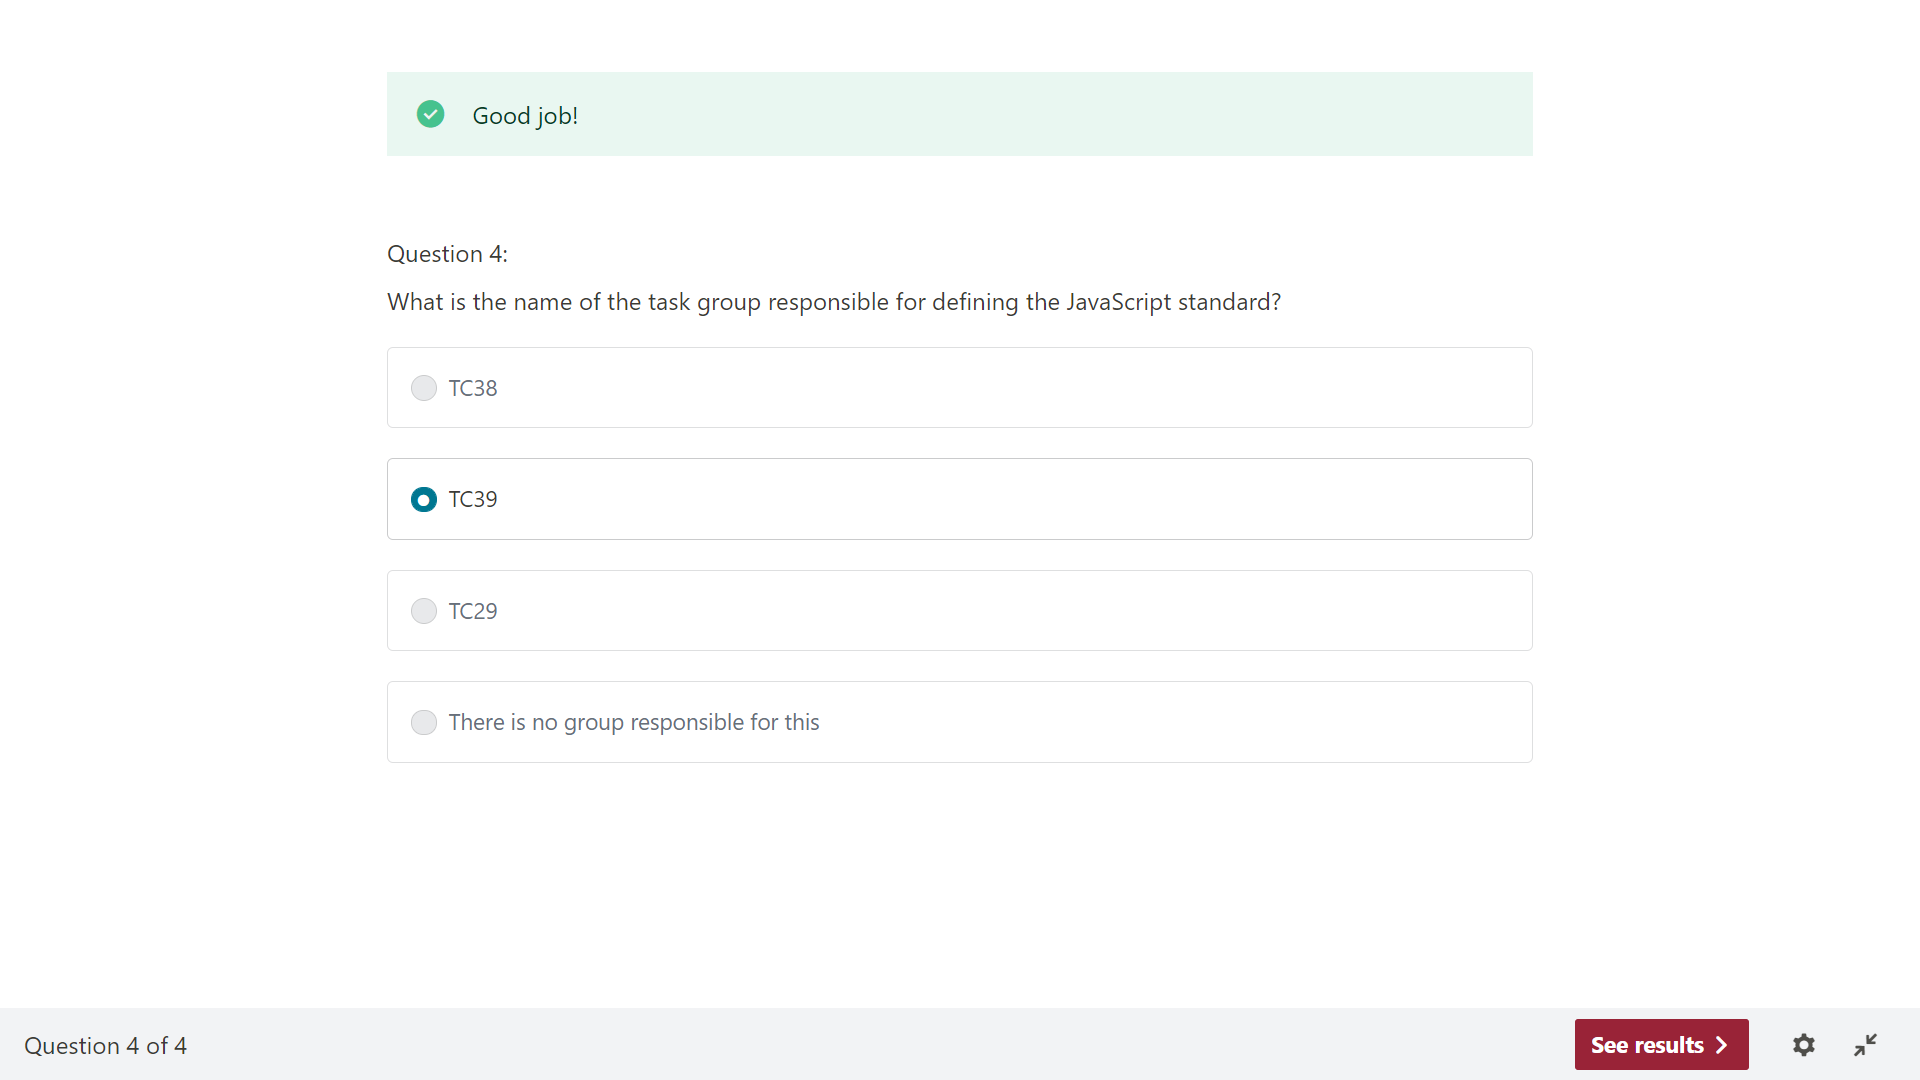 Good job!
Question 4:
What is the name of the task group responsible for defining the JavaScript standard?
TC38
TC39
TC29
There is no group responsible for this
Question 4 of 4
See results